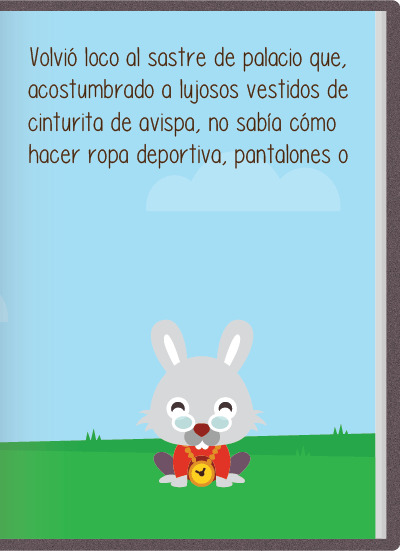 Volvió loco al sastre de palacio que,
acostumbrado a lujosos vestidos de
cinturita de avispa, no sabía cómo
hacer ropa deportiva, pantalones o